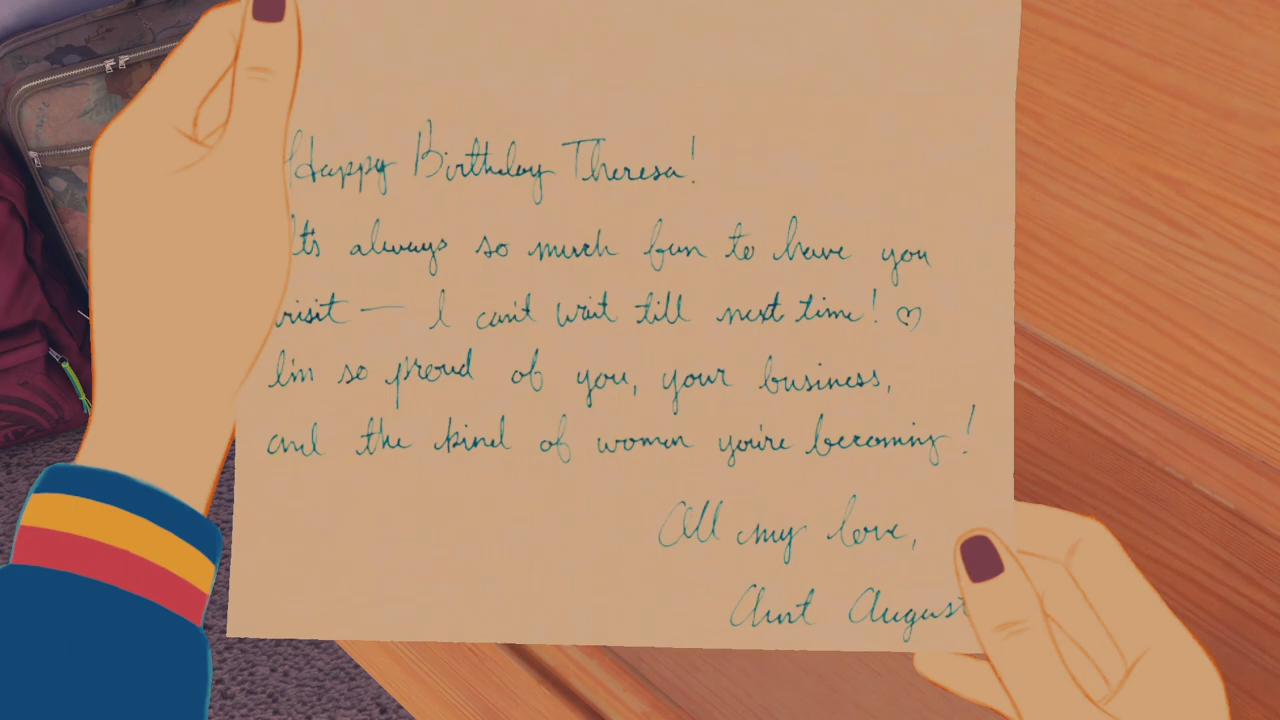 Happy Birthday Theresa!
It's always so much fun to have you
visit — I can't wait till next time! ♡
I'm so proud of you, your business,
and the kind of woman you're becoming!
All my love,
Aunt August